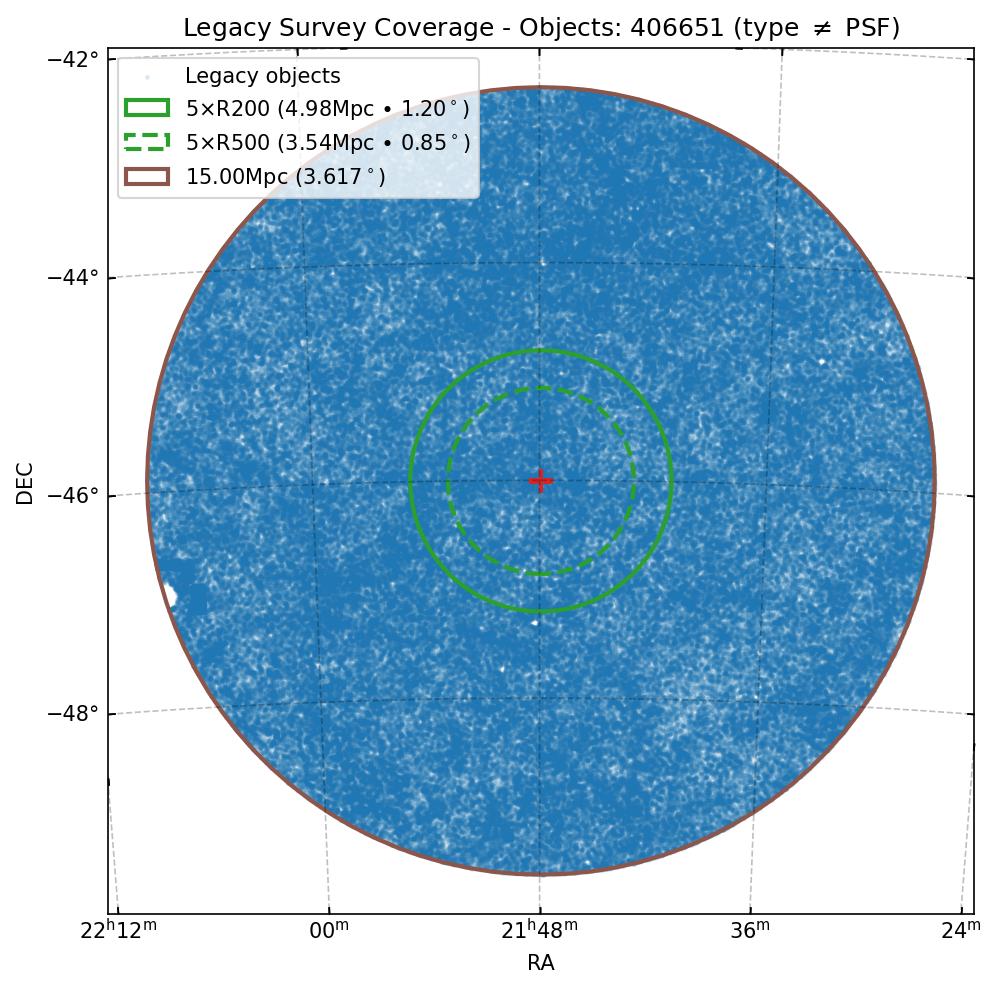 Legacy Survey Coverage - Objects: 406651 (type ≠ PSF)
Legacy objects
5×R200 (4.98Mpc • 1.20°)
5×R500 (3.54Mpc • 0.85°)
15.00Mpc (3.617°)
−42°
−44°
−46°
−48°
DEC
22ʰ12ᵐ 00ᵐ 21ʰ48ᵐ 36ᵐ 24ᵐ
RA